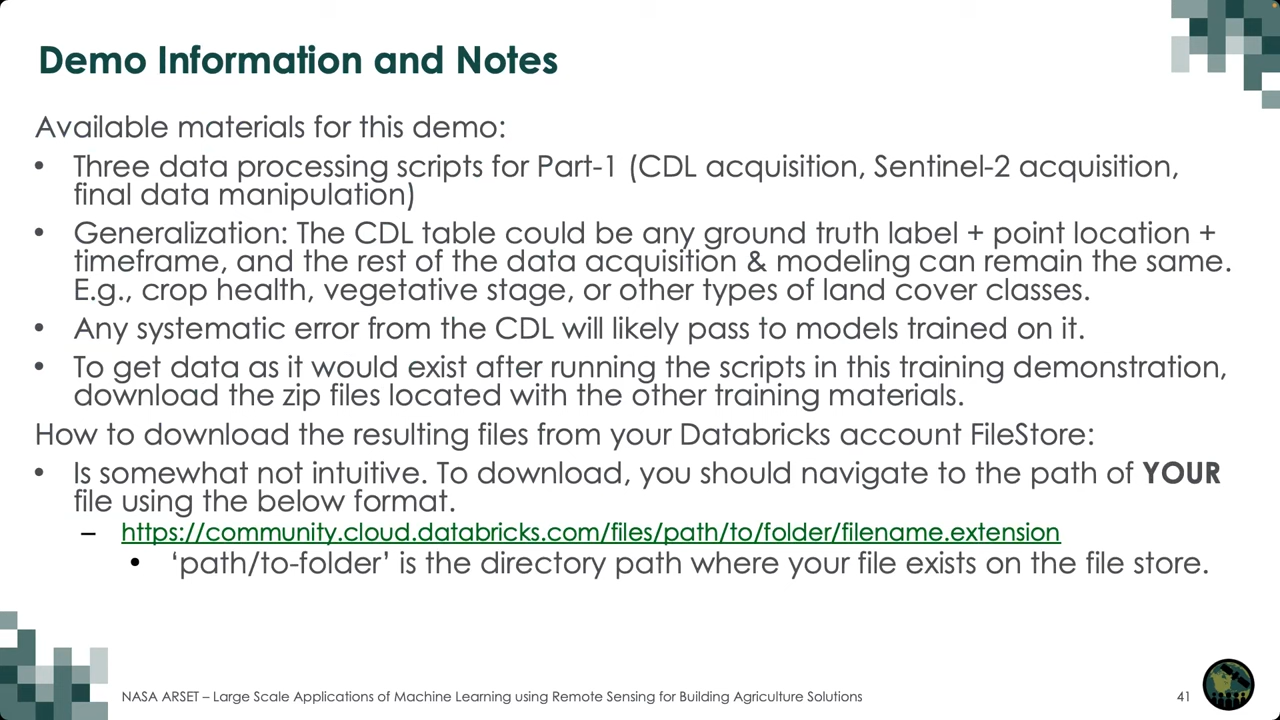 Demo Information and Notes
Available materials for this demo:
• Three data processing scripts for Part-1 (CDL acquisition, Sentinel-2 acquisition,
final data manipulation)
• Generalization: The CDL table could be any ground truth label + point location +
timeframe, and the rest of the data acquisition & modeling can remain the same.
E.g., crop health, vegetative stage, or other types of land cover classes.
• Any systematic error from the CDL will likely pass to models trained on it.
• To get data as it would exist after running the scripts in this training demonstration,
download the zip files located with the other training materials.
How to download the resulting files from your Databricks account FileStore:
• Is somewhat not intuitive. To download, you should navigate to the path of YOUR
file using the below format.
– https://community.cloud.databricks.com/files/path/to/folder/filename.extension
• ‘path/to-folder’ is the directory path where your file exists on the file store.
NASA ARSET – Large Scale Applications of Machine Learning using Remote Sensing for Building Agriculture Solutions
41